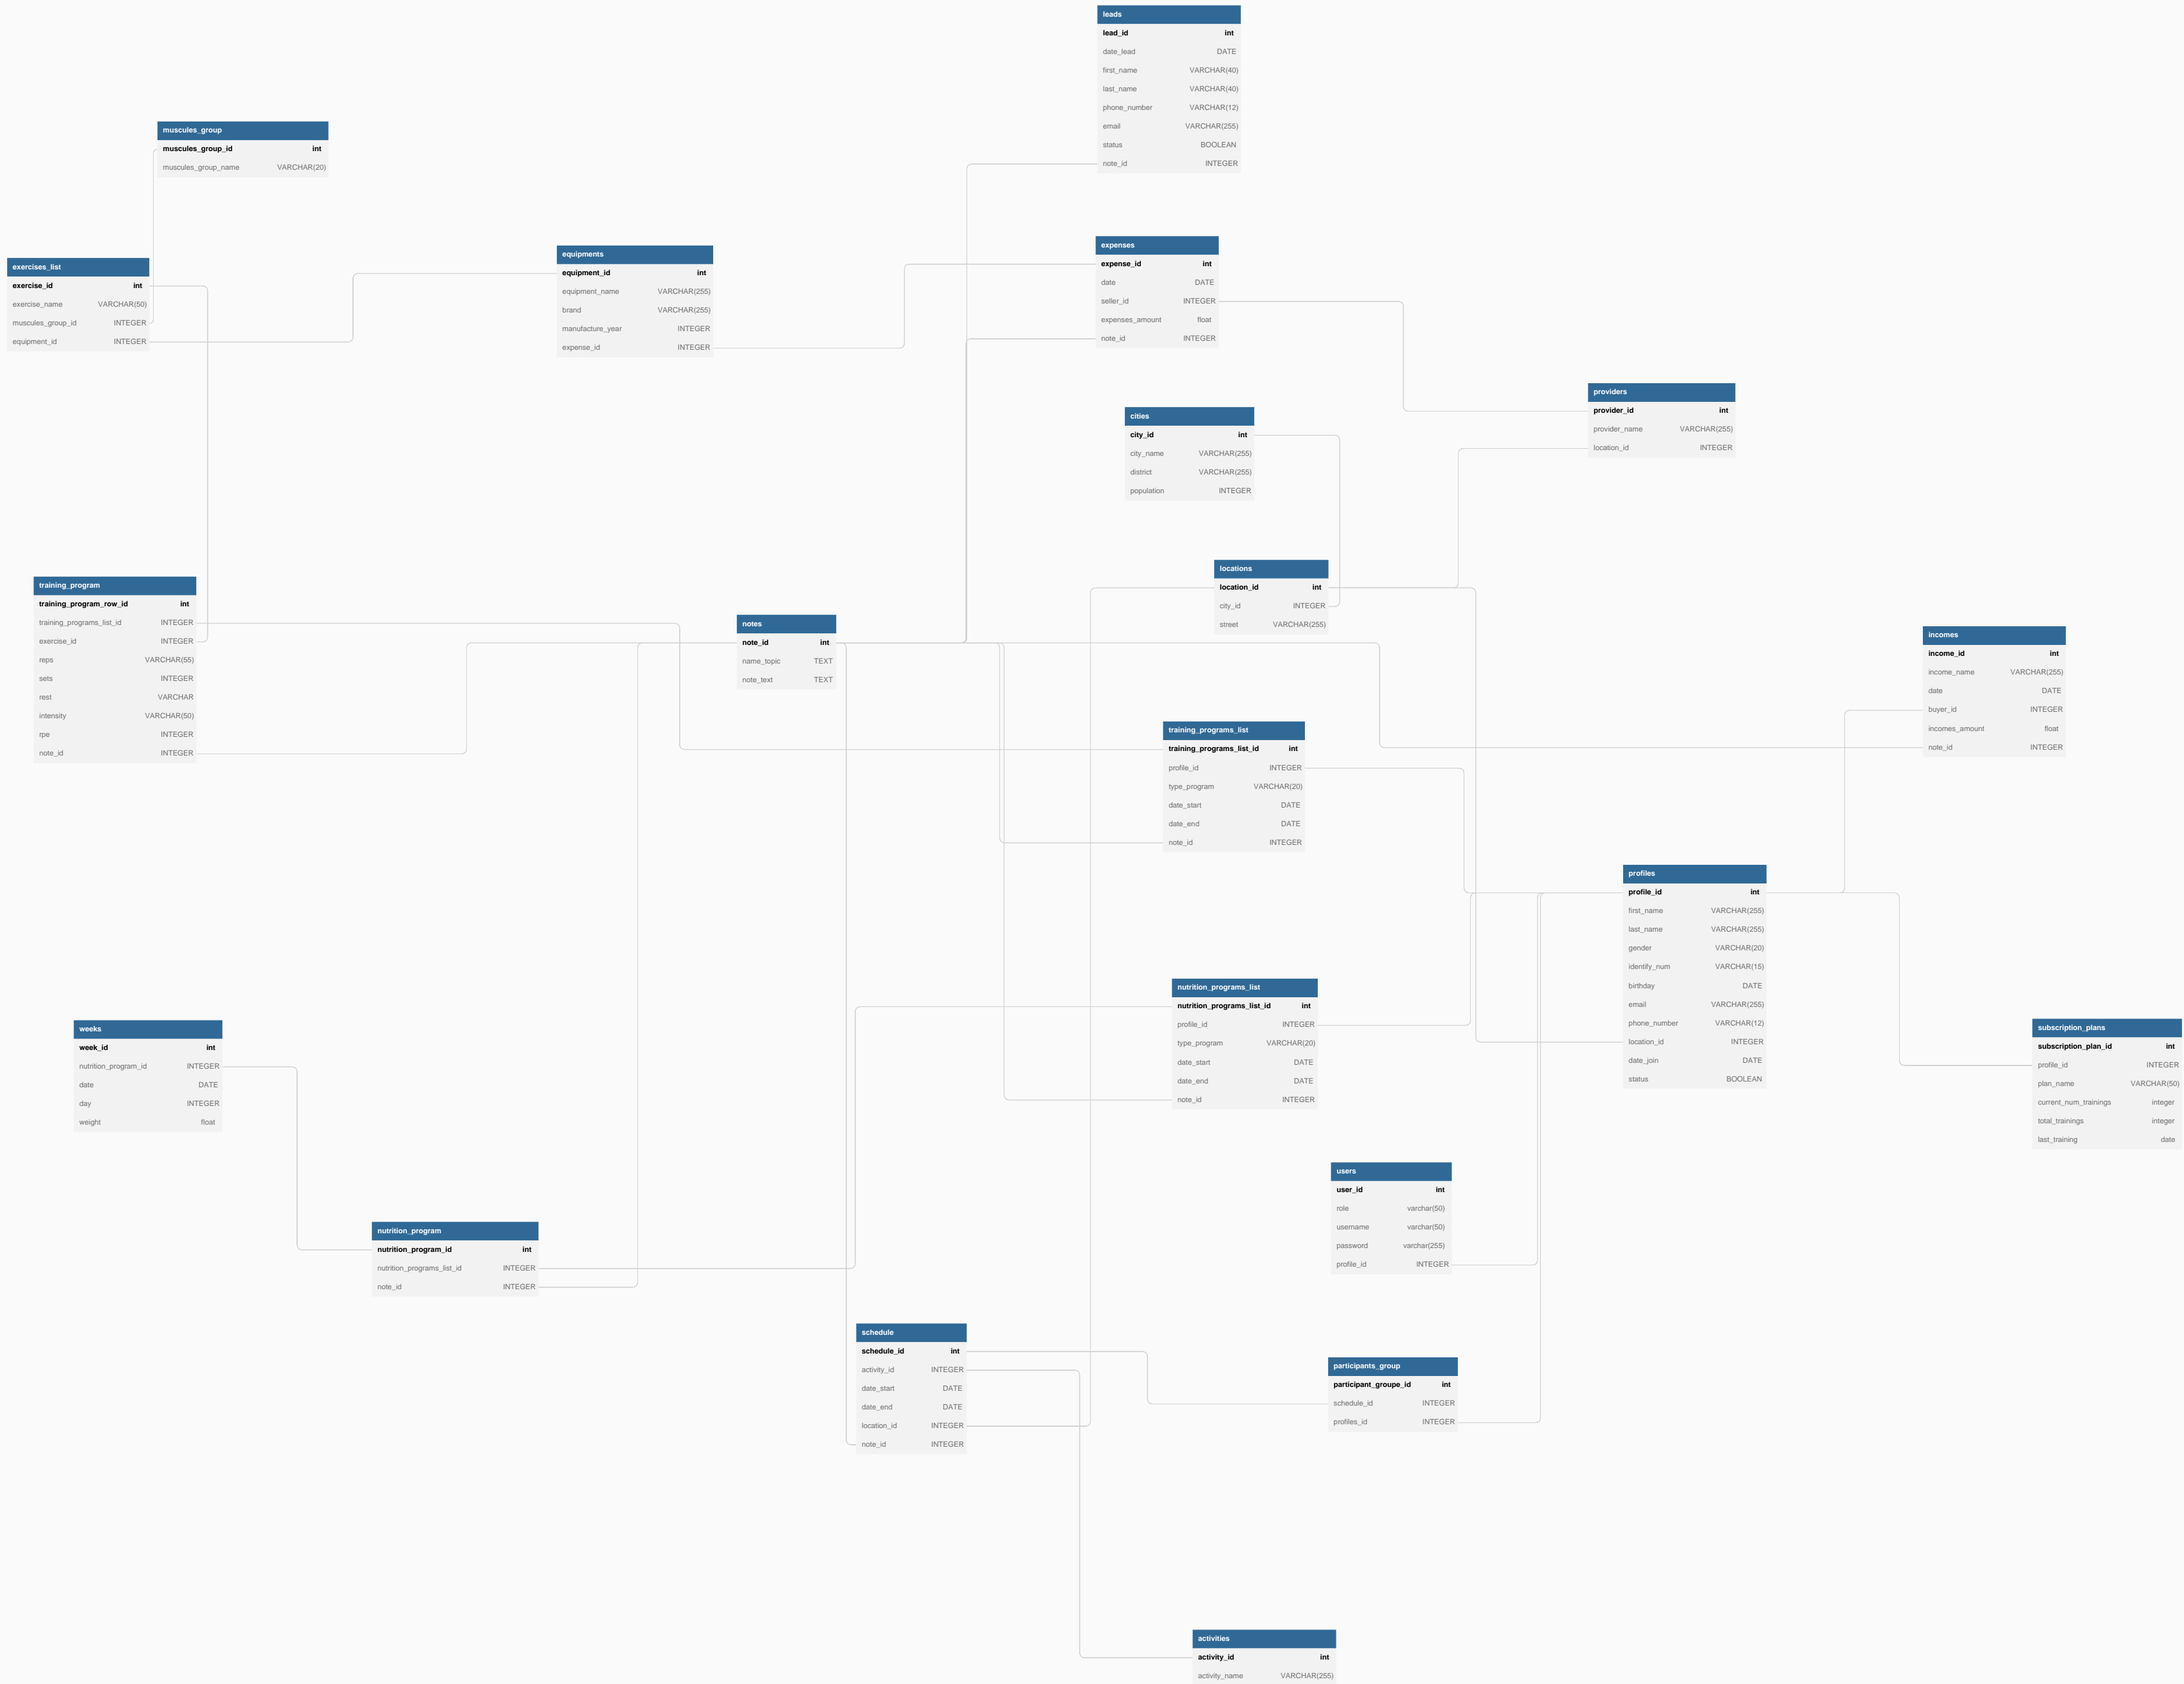 leads
lead_id int
date_lead DATE
first_name VARCHAR(40)
last_name VARCHAR(40)
phone_number VARCHAR(12)
email VARCHAR(255)
status BOOLEAN
note_id INTEGER
muscules_group
muscules_group_id int
muscules_group_name VARCHAR(20)
exercises_list
exercise_id int
exercise_name VARCHAR(50)
muscules_group_id INTEGER
equipment_id INTEGER
equipments
equipment_id int
equipment_name VARCHAR(255)
brand VARCHAR(255)
manufacture_year INTEGER
expense_id INTEGER
expenses
expense_id int
date DATE
seller_id INTEGER
expenses_amount float
note_id INTEGER
providers
provider_id int
provider_name VARCHAR(255)
location_id INTEGER
cities
city_id int
city_name VARCHAR(255)
district VARCHAR(255)
population INTEGER
locations
location_id int
city_id INTEGER
street VARCHAR(255)
training_program
training_program_row_id int
training_programs_list_id INTEGER
exercise_id INTEGER
reps VARCHAR(55)
sets INTEGER
rest VARCHAR
intensity VARCHAR(50)
rpe INTEGER
note_id INTEGER
notes
note_id int
name_topic TEXT
note_text TEXT
incomes
income_id int
income_name VARCHAR(255)
date DATE
buyer_id INTEGER
incomes_amount float
note_id INTEGER
training_programs_list
training_programs_list_id int
profile_id INTEGER
type_program VARCHAR(20)
date_start DATE
date_end DATE
note_id INTEGER
profiles
profile_id int
first_name VARCHAR(255)
last_name VARCHAR(255)
gender VARCHAR(20)
identify_num VARCHAR(15)
birthday DATE
email VARCHAR(255)
phone_number VARCHAR(12)
location_id INTEGER
date_join DATE
status BOOLEAN
nutrition_programs_list
nutrition_programs_list_id int
profile_id INTEGER
type_program VARCHAR(20)
date_start DATE
date_end DATE
note_id INTEGER
weeks
week_id int
nutrition_program_id INTEGER
date DATE
day INTEGER
weight float
subscription_plans
subscription_plan_id int
profile_id INTEGER
plan_name VARCHAR(50)
current_num_trainings integer
total_trainings integer
last_training date
users
user_id int
role varchar(50)
username varchar(50)
password varchar(255)
profile_id INTEGER
nutrition_program
nutrition_program_id int
nutrition_programs_list_id INTEGER
note_id INTEGER
schedule
schedule_id int
activity_id INTEGER
date_start DATE
date_end DATE
location_id INTEGER
note_id INTEGER
participants_group
participant_groupe_id int
schedule_id INTEGER
profiles_id INTEGER
activities
activity_id int
activity_name VARCHAR(255)